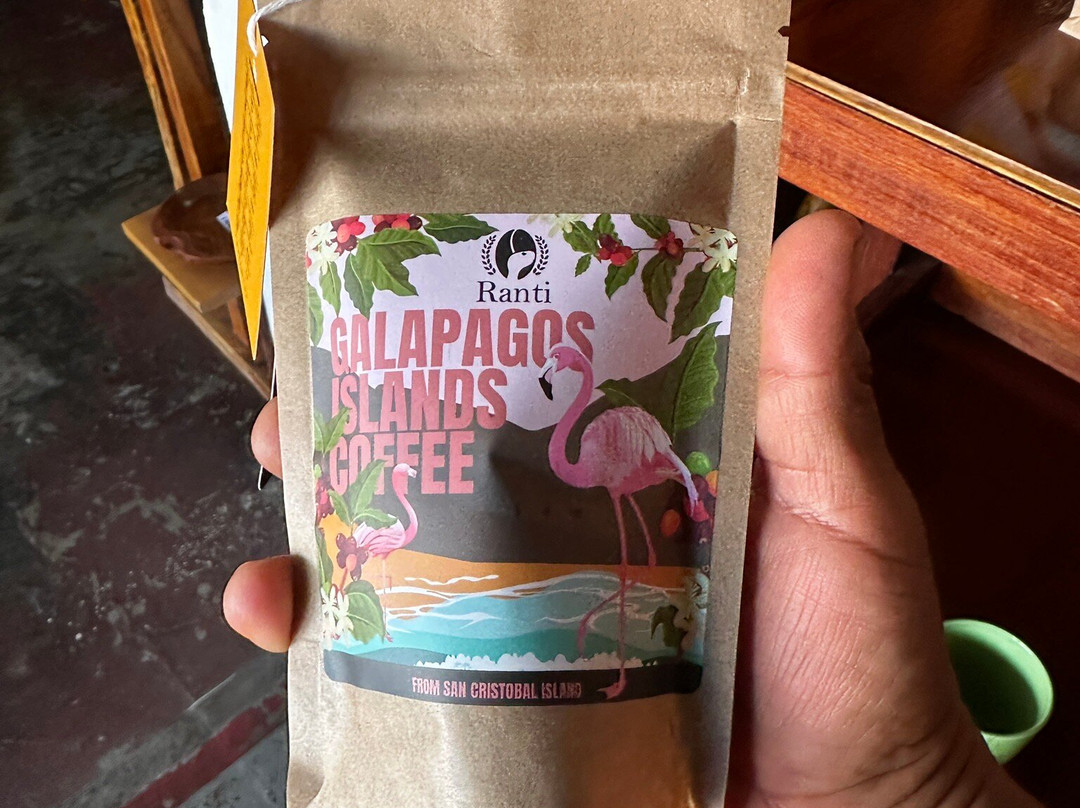 Ranti
GALAPAGOS
ISLANDS
COFFEE
FROM SAN CRISTOBAL ISLAND